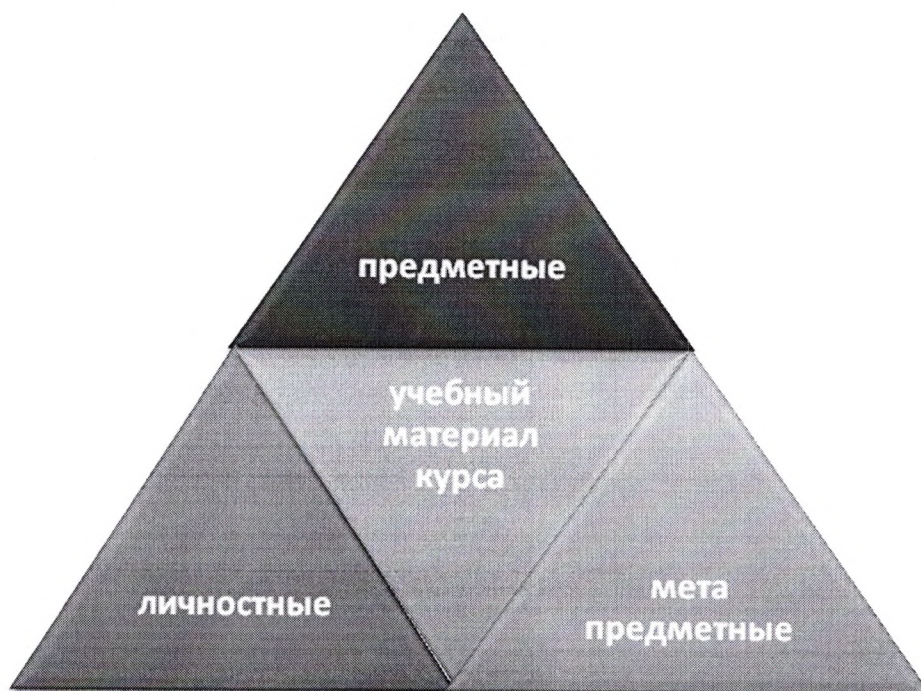 предметные
учебный
материал
курса
личностные
мета
предметные